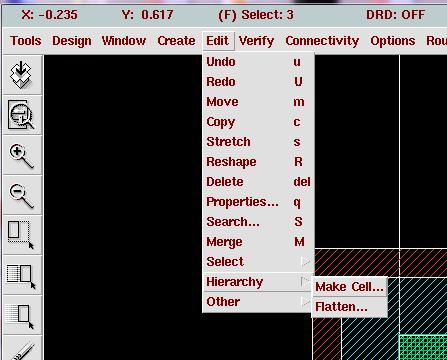 X: -0.235 Y: 0.617 (F) Select: 3 DRD: OFF
Tools Design Window Create Edit Verify Connectivity Options Rou
Undo u
Redo U
Move m
Copy c
Stretch s
Reshape R
Delete del
Properties... q
Search... S
Merge M
Select
Hierarchy
Make Cell...
Other
Flatten...